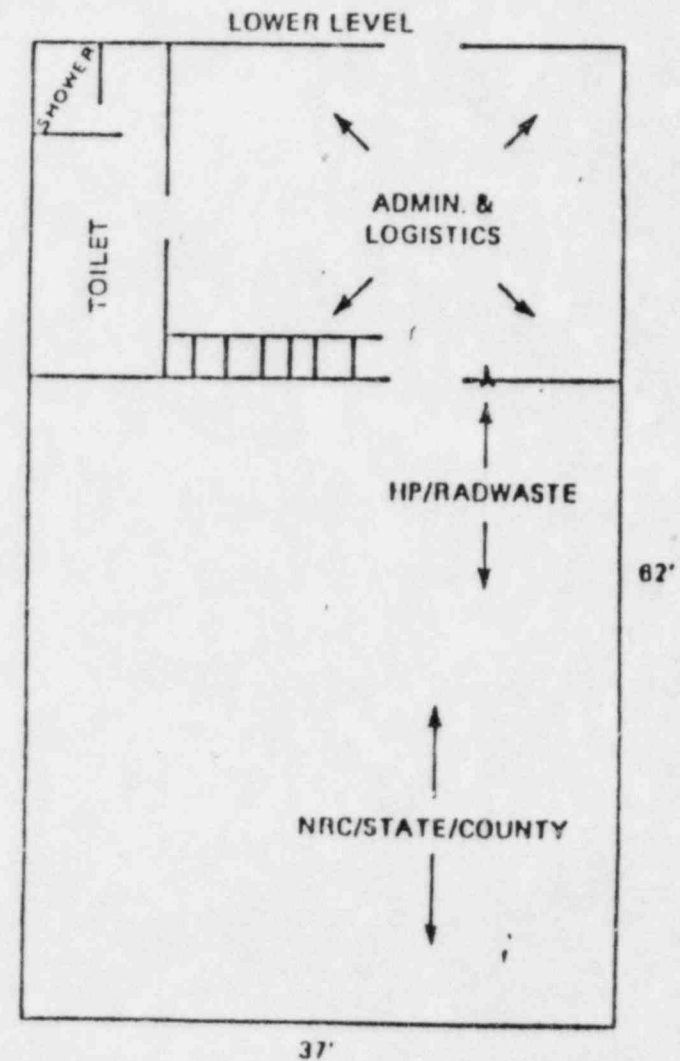 LOWER LEVEL
SHOWER
ADMIN. &
LOGISTICS
TOILET
HP/RADWASTE
62'
NRC/STATE/COUNTY
37'